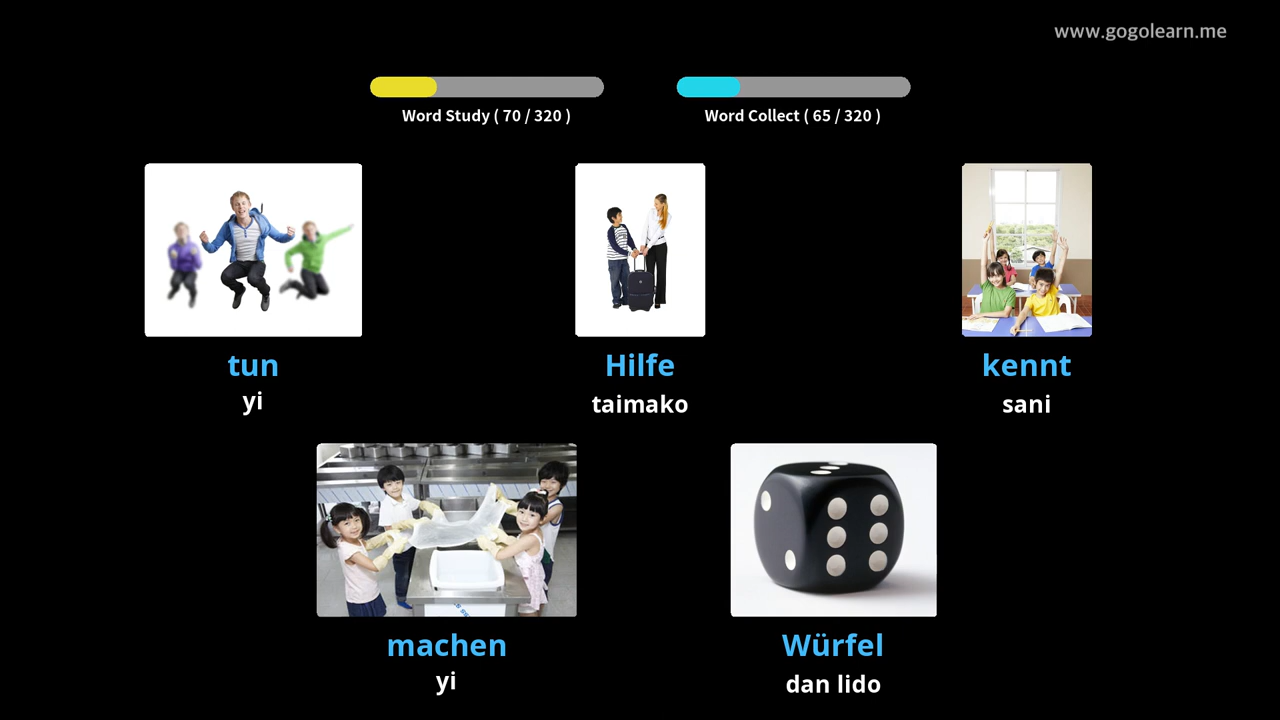 www.gogolearn.me
Word Study ( 70 / 320 )
Word Collect ( 65 / 320 )
tun
yi
Hilfe
taimako
kennt
sani
machen
yi
Würfel
dan lido